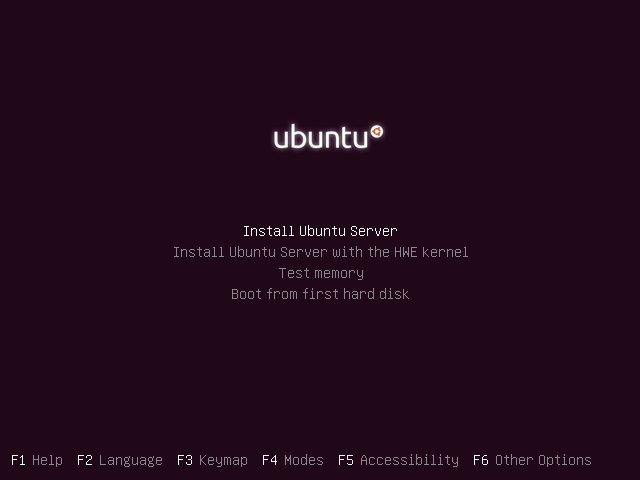 ubuntu
Install Ubuntu Server
Install Ubuntu Server with the HWE kernel
Test memory
Boot from first hard disk
F1 Help F2 Language F3 Keymap F4 Modes F5 Accessibility F6 Other Options